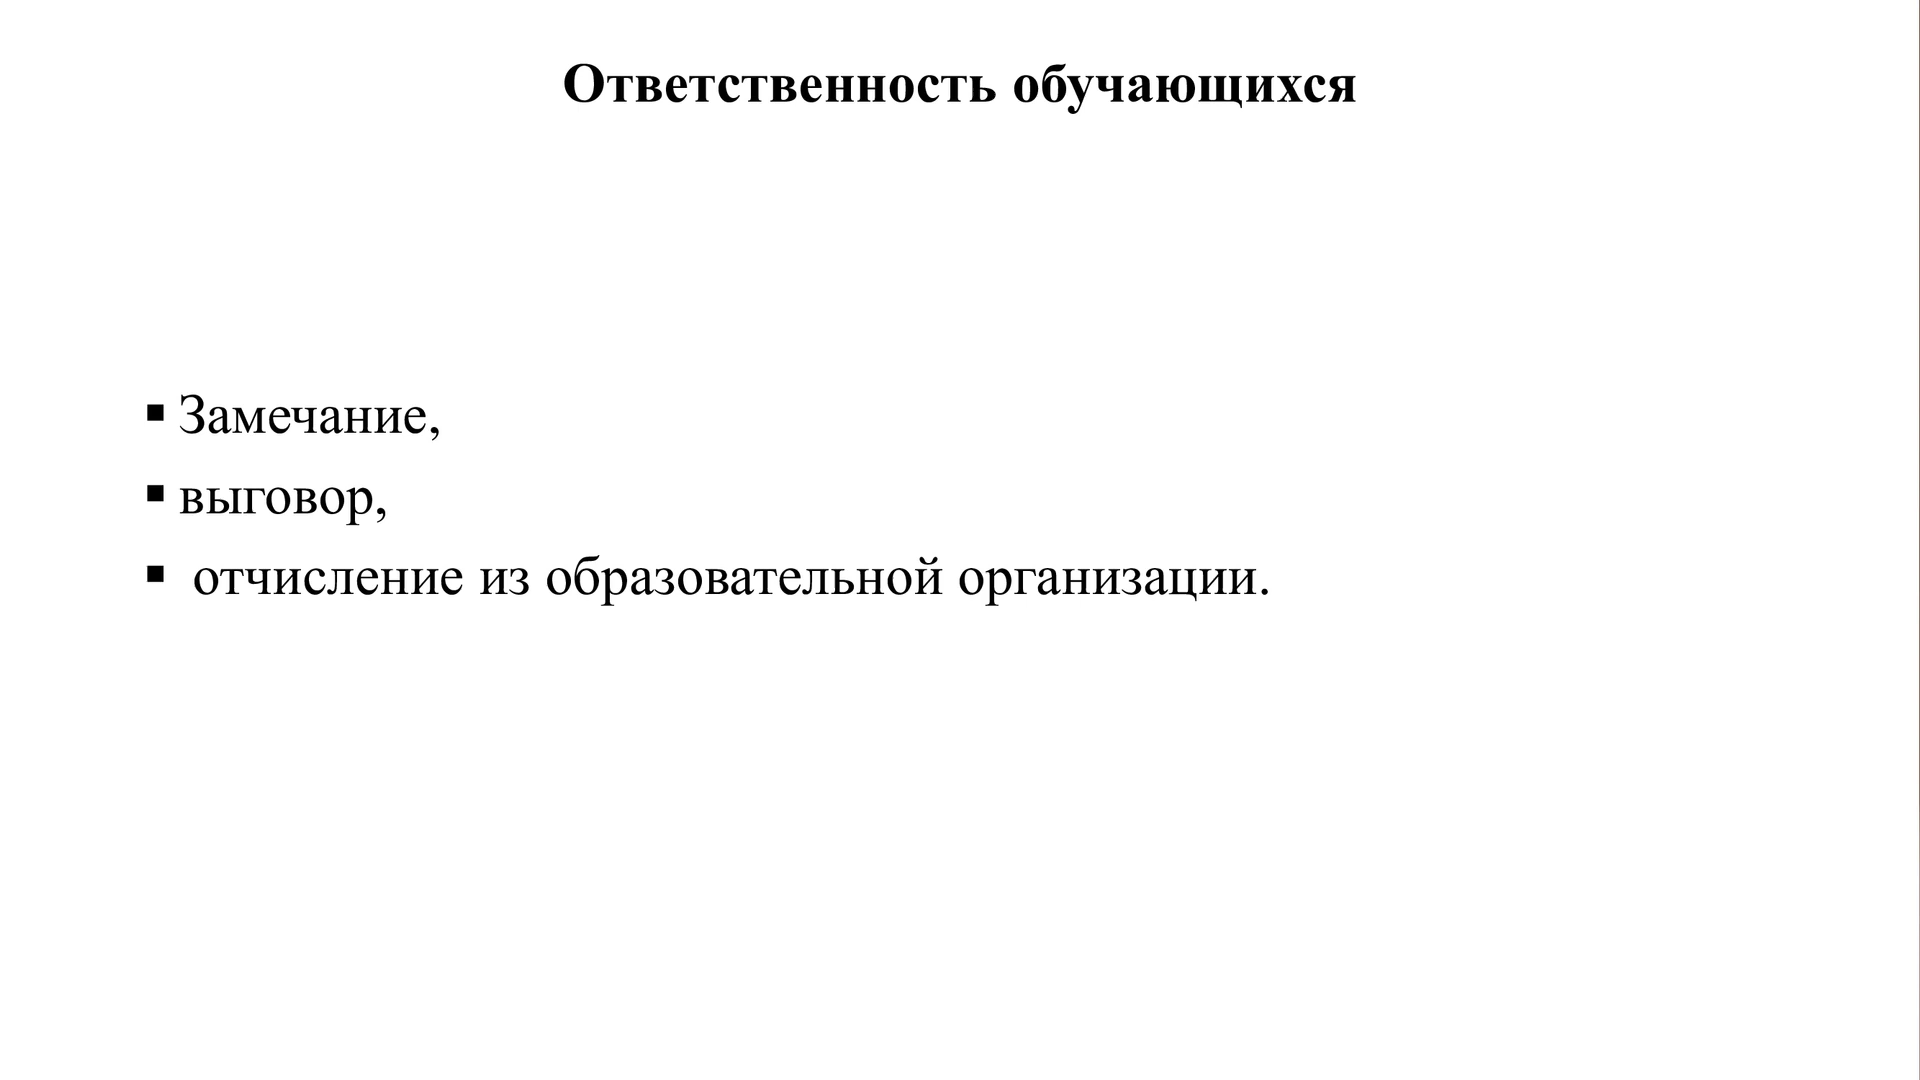 Ответственность обучающихся
▪ Замечание,
▪ выговор,
▪ отчисление из образовательной организации.